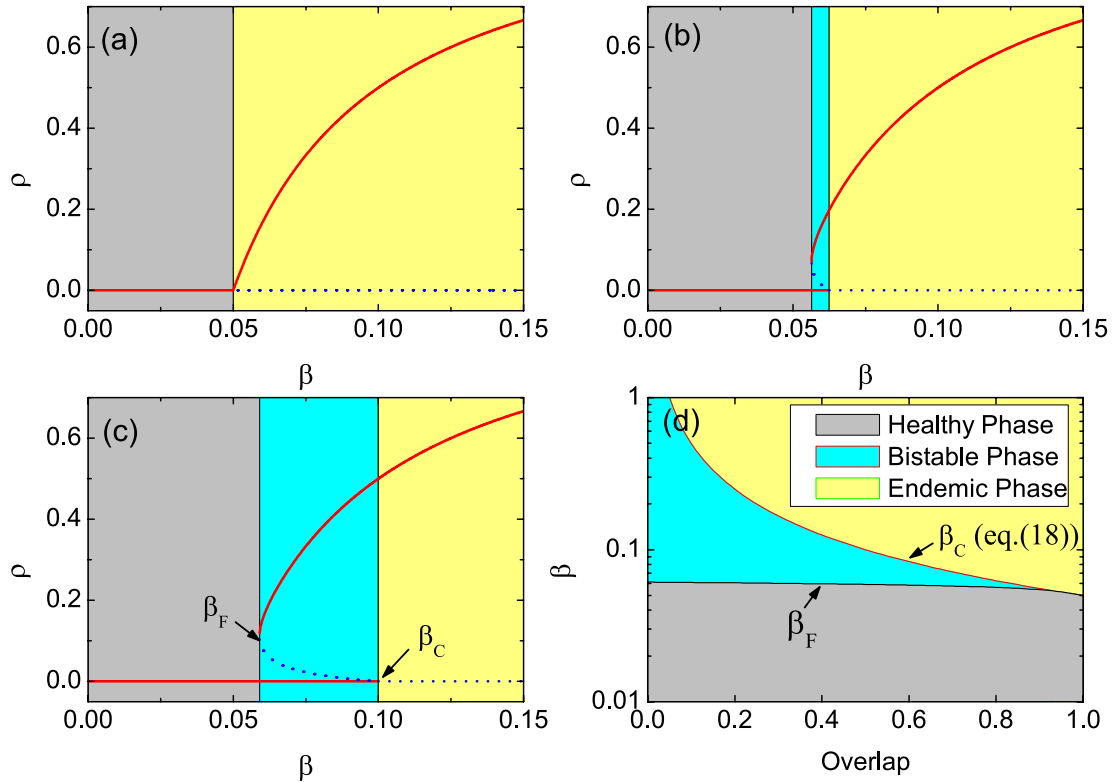 (a)
0.6
0.4
0.2
0.0
ρ
0.00 0.05 0.10 0.15
β
(b)
0.6
0.4
0.2
0.0
ρ
0.00 0.05 0.10 0.15
β
(c)
0.6
0.4
0.2
0.0
ρ
β_F
β_C
0.00 0.05 0.10 0.15
β
(d)
1
0.1
0.01
β
Healthy Phase
Bistable Phase
Endemic Phase
β_C (eq.(18))
β_F
0.0 0.2 0.4 0.6 0.8 1.0
Overlap